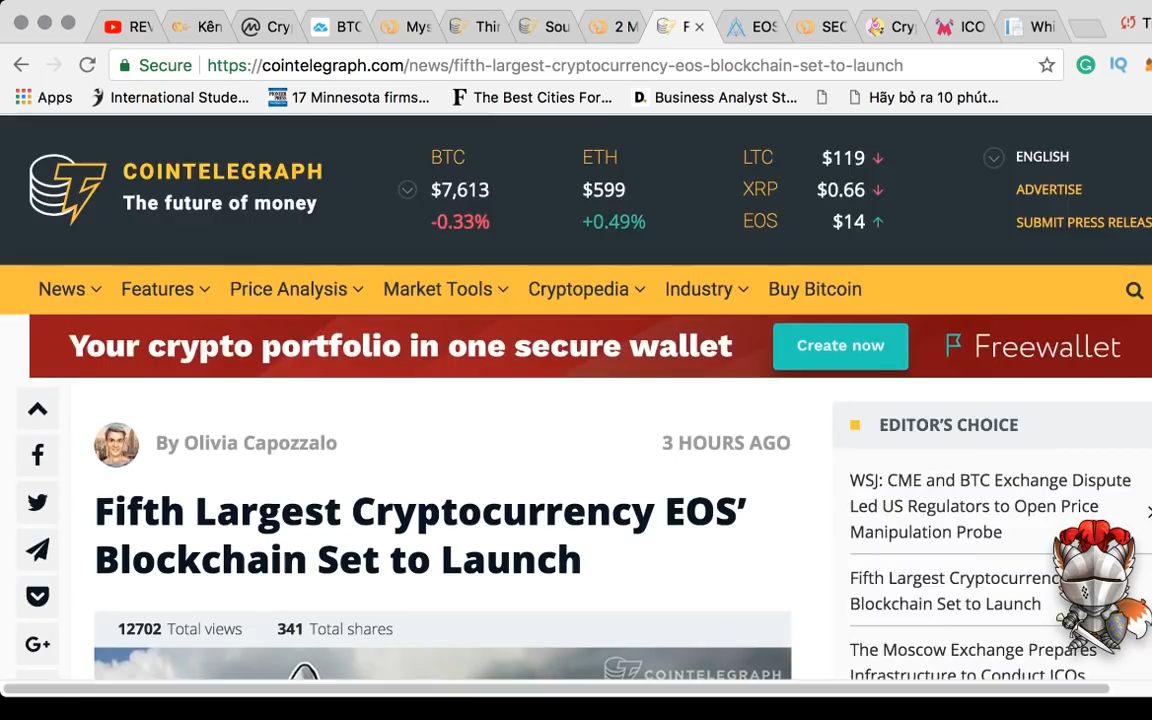 REV
Kên
Cry
BTC
Mys
Thir
Sou
2 M
F
EOS
SEC
Cry
ICO
Whi
T
Secure
https://cointelegraph.com/news/fifth-largest-cryptocurrency-eos-blockchain-set-to-launch
IQ
Apps
International Stude...
17 Minnesota firms...
F The Best Cities For...
D. Business Analyst St...
Hãy bỏ ra 10 phút...
COINTELEGRAPH
The future of money
BTC
$7,613
-0.33%
ETH
$599
+0.49%
LTC $119
XRP $0.66
EOS $14
ENGLISH
ADVERTISE
SUBMIT PRESS RELEAS
News
Features
Price Analysis
Market Tools
Cryptopedia
Industry
Buy Bitcoin
Your crypto portfolio in one secure wallet
Create now
Freewallet
By Olivia Capozzalo
3 HOURS AGO
Fifth Largest Cryptocurrency EOS’
Blockchain Set to Launch
12702 Total views
341 Total shares
COINTELEGRAPH
G+
EDITOR'S CHOICE
WSJ: CME and BTC Exchange Dispute
Led US Regulators to Open Price
Manipulation Probe
Fifth Largest Cryptocurrenc
Blockchain Set to Launch
The Moscow Exchange Prepares
Infrastructure to Conduct ICOs